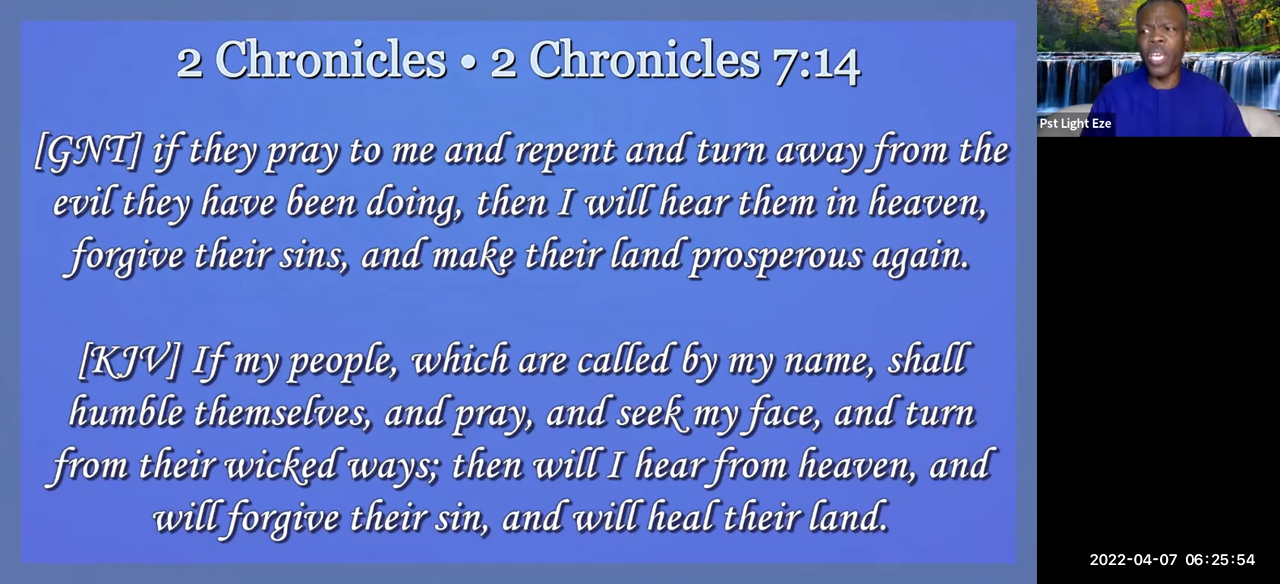 2 Chronicles • 2 Chronicles 7:14
[GNT] if they pray to me and repent and turn away from the
evil they have been doing, then I will hear them in heaven,
forgive their sins, and make their land prosperous again.
[KJV] If my people, which are called by my name, shall
humble themselves, and pray, and seek my face, and turn
from their wicked ways; then will I hear from heaven, and
will forgive their sin, and will heal their land.
Pst Light Eze
2022-04-07 06:25:54